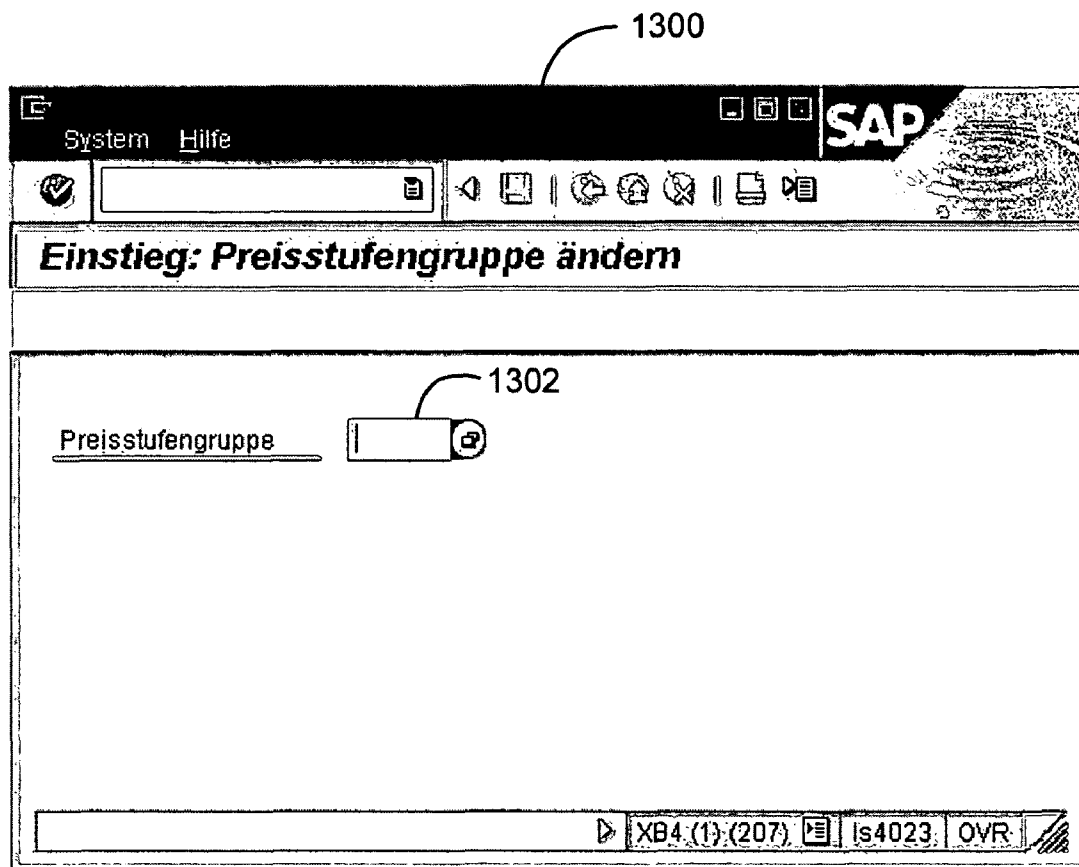 1300
SAP
System Hilfe
Einstieg: Preisstufengruppe ändern
1302
Preisstufengruppe
XB4 (1) (207) ls4023 OVR